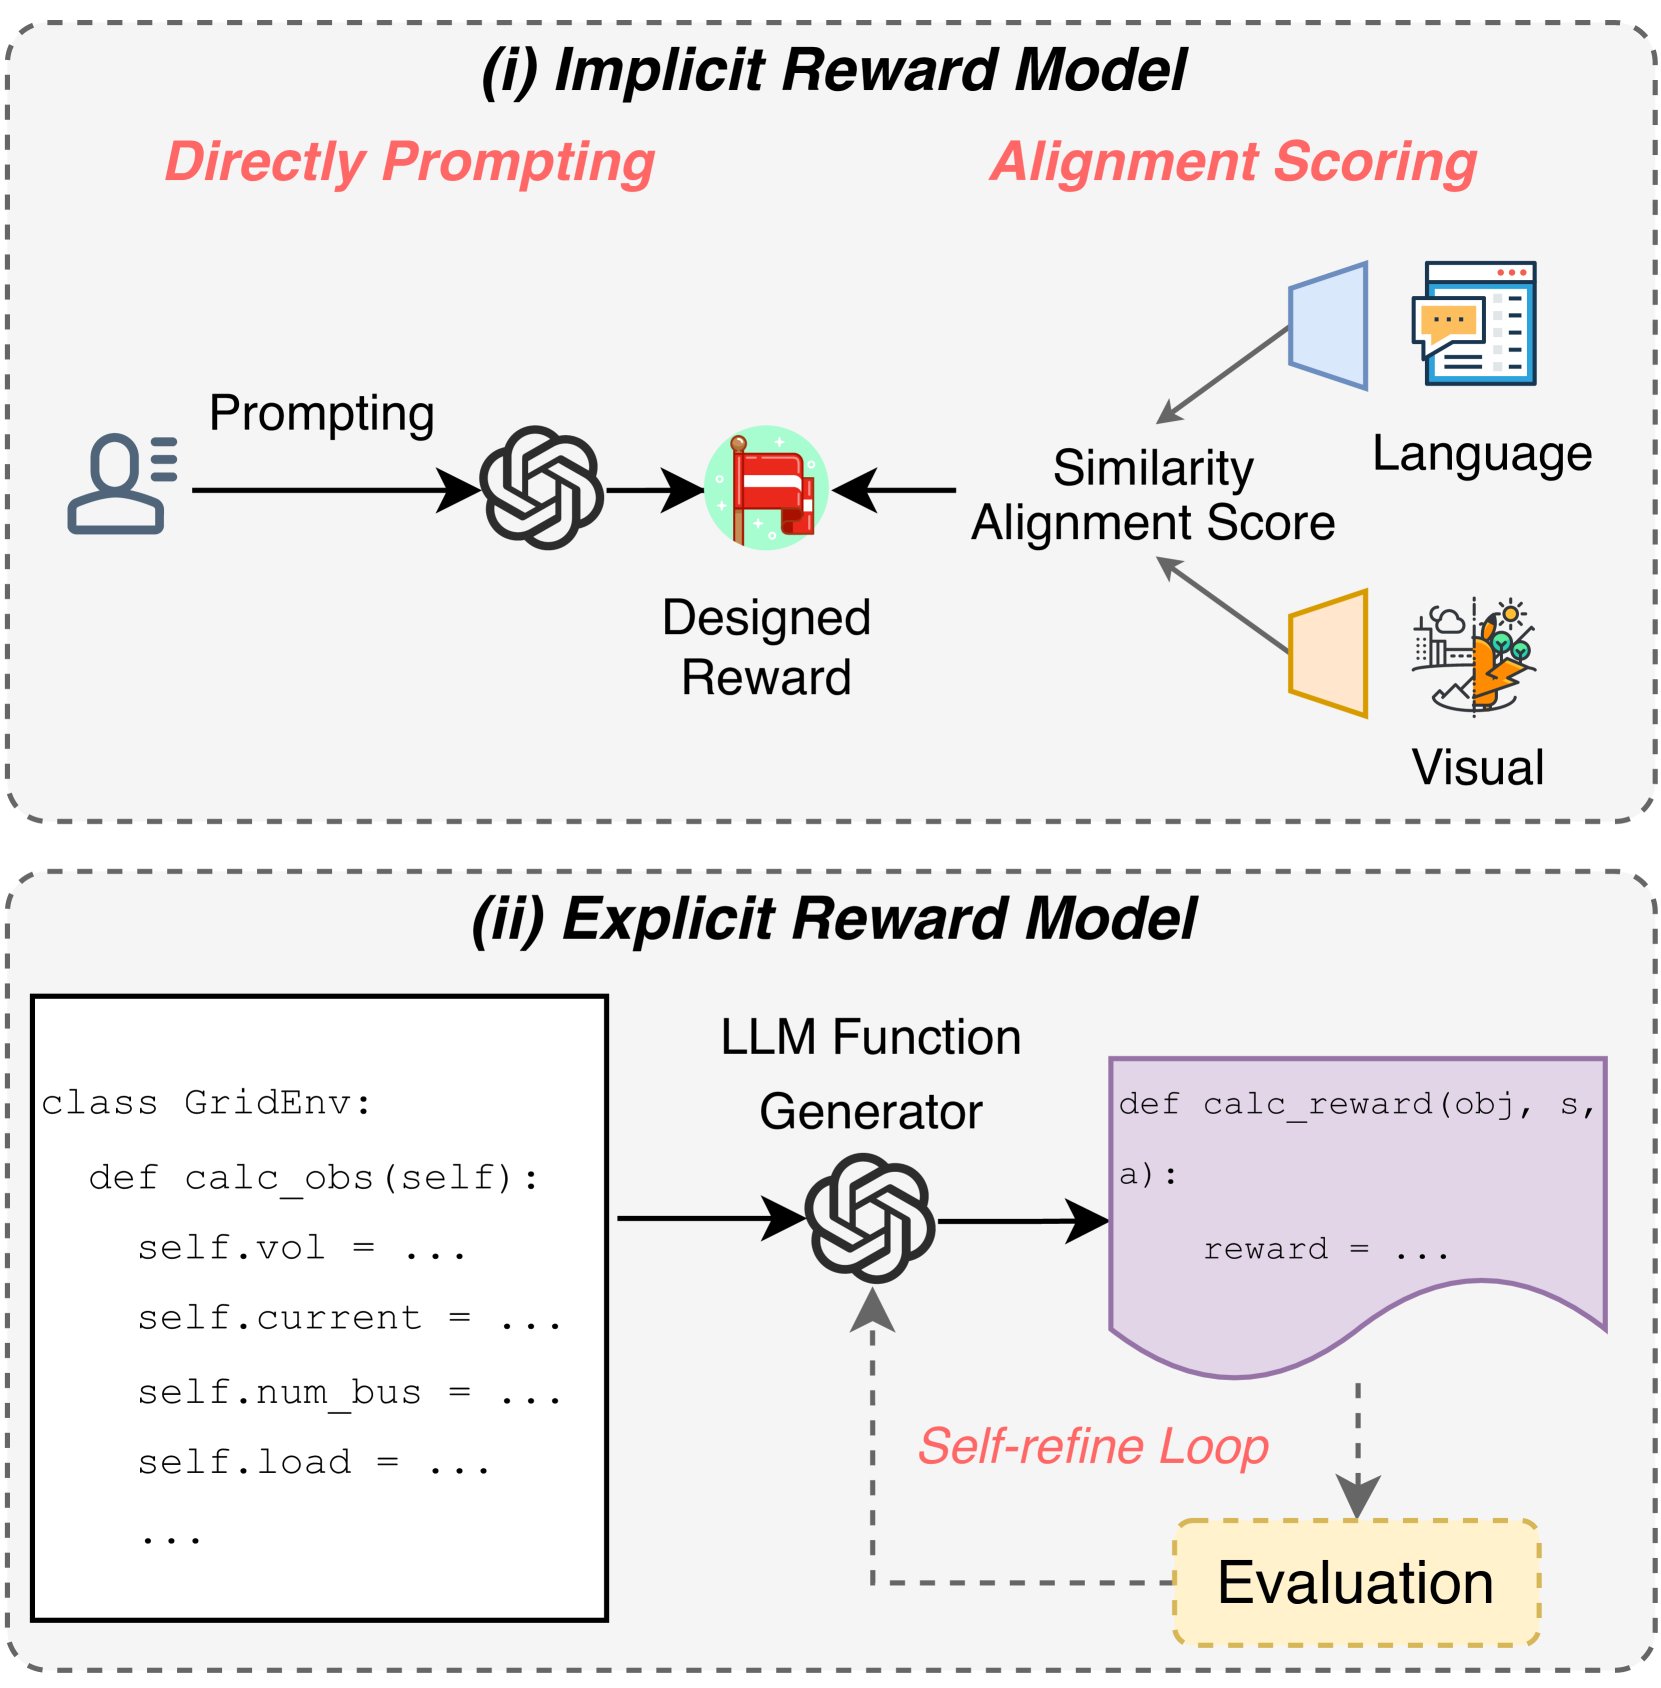 (i) Implicit Reward Model
Directly Prompting
Alignment Scoring
Prompting
Designed
Reward
Similarity
Alignment Score
Language
Visual
(ii) Explicit Reward Model
class GridEnv:
def calc_obs(self):
self.vol = ...
self.current = ...
self.num_bus = ...
self.load = ...
...
LLM Function
Generator
def calc_reward(obj, s,
a):
reward = ...
Self-refine Loop
Evaluation